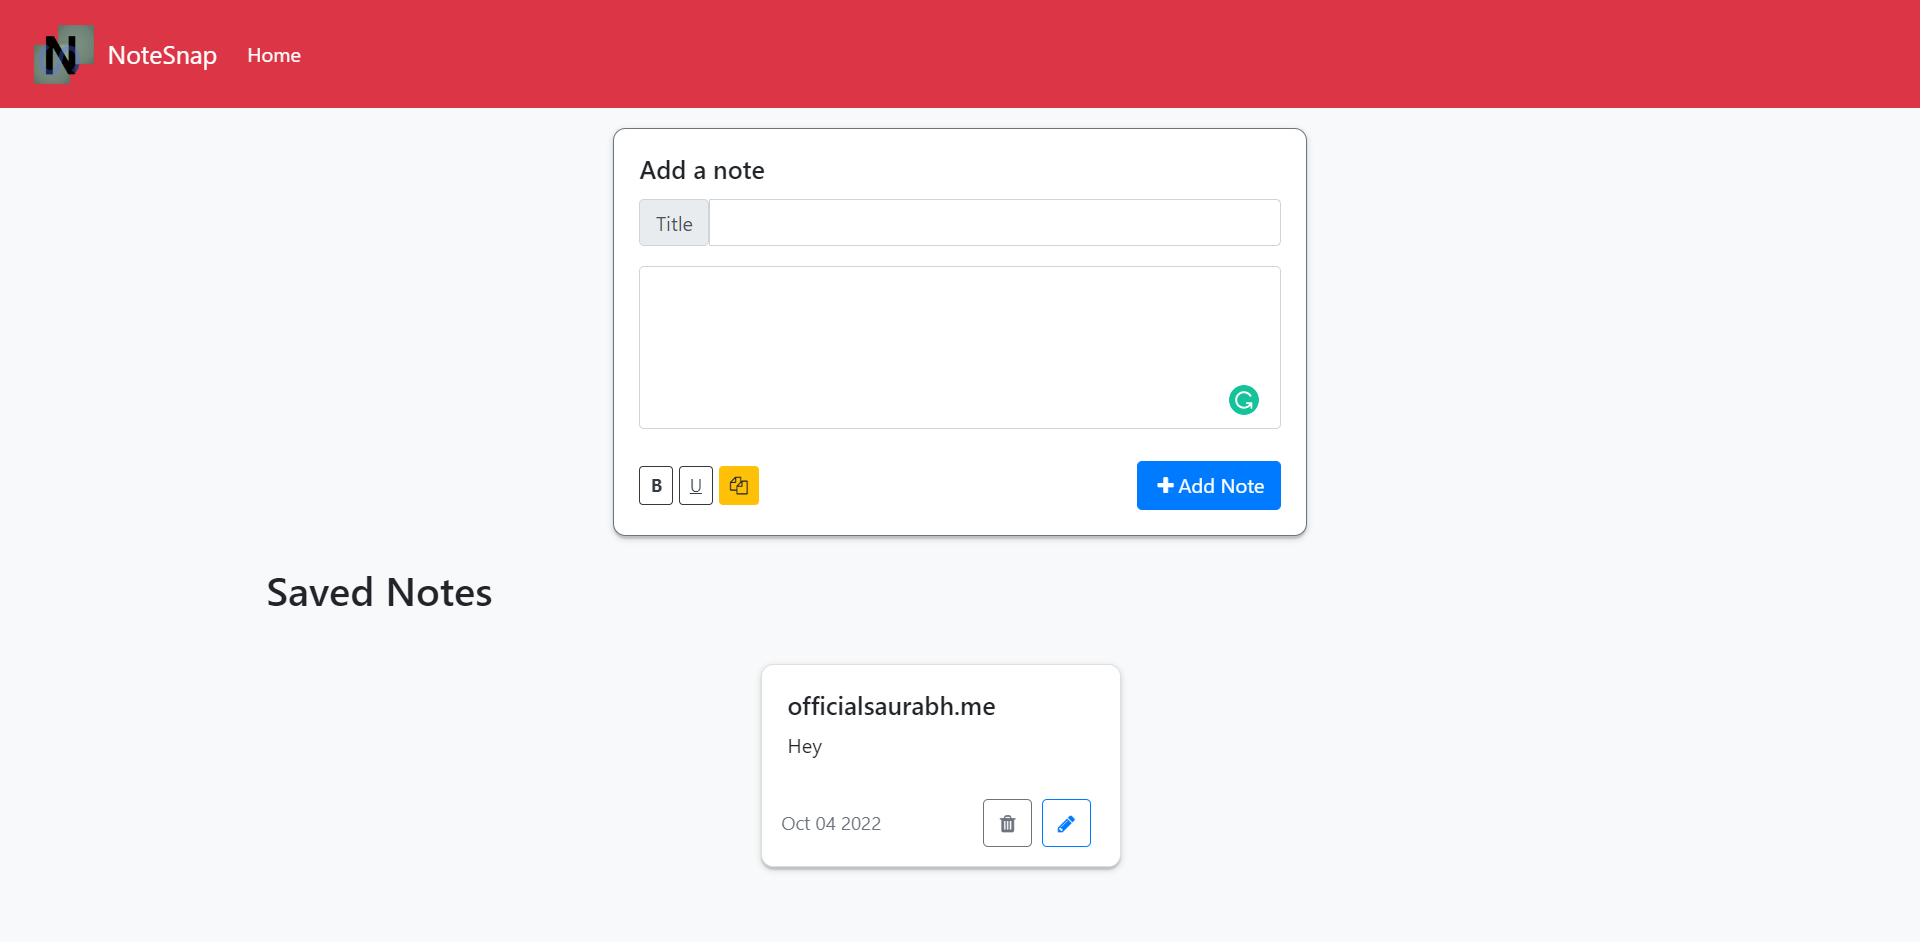 N NoteSnap Home
Add a note
Title
B U
Add Note
Saved Notes
officialsaurabh.me
Hey
Oct 04 2022